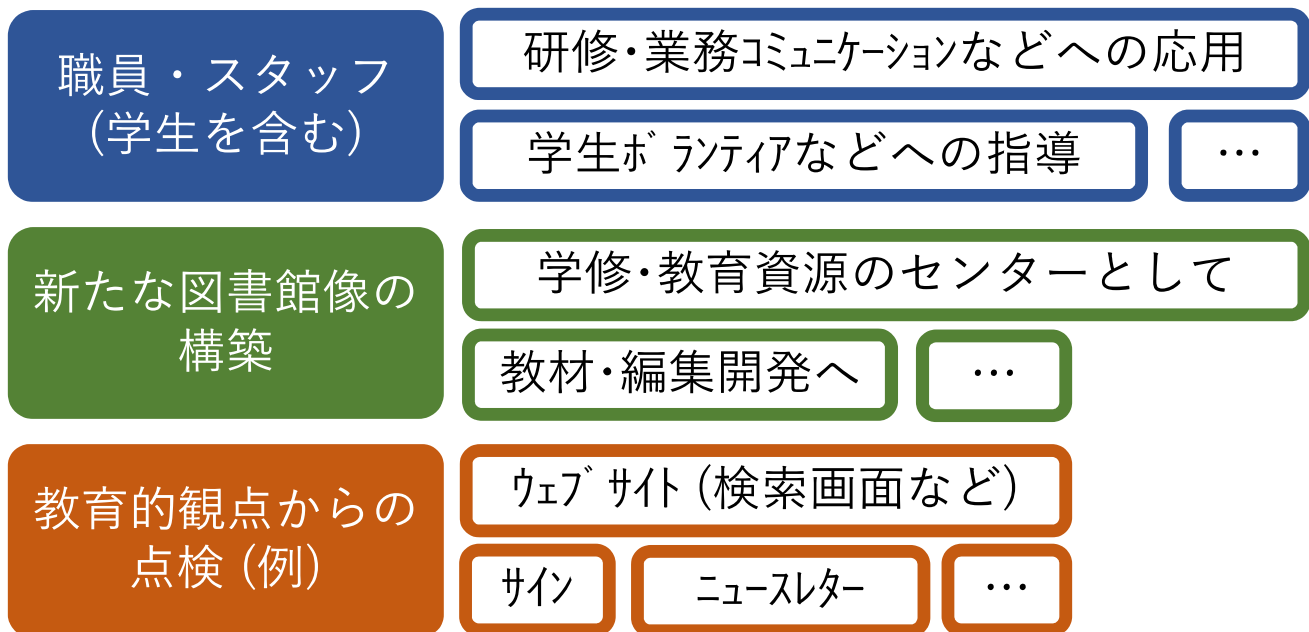 職員・スタッフ
(学生を含む)
研修･業務ｺﾐｭﾆｹｰｼｮﾝなどへの応用
学生ﾎﾞﾗﾝﾃｨｱなどへの指導
…
新たな図書館像の
構築
学修･教育資源のセンターとして
教材･編集開発へ
…
教育的観点からの
点検 (例)
ｳｪﾌﾞｻｲﾄ (検索画面など)
ｻｲﾝ
ﾆｭｰｽﾚﾀｰ
…